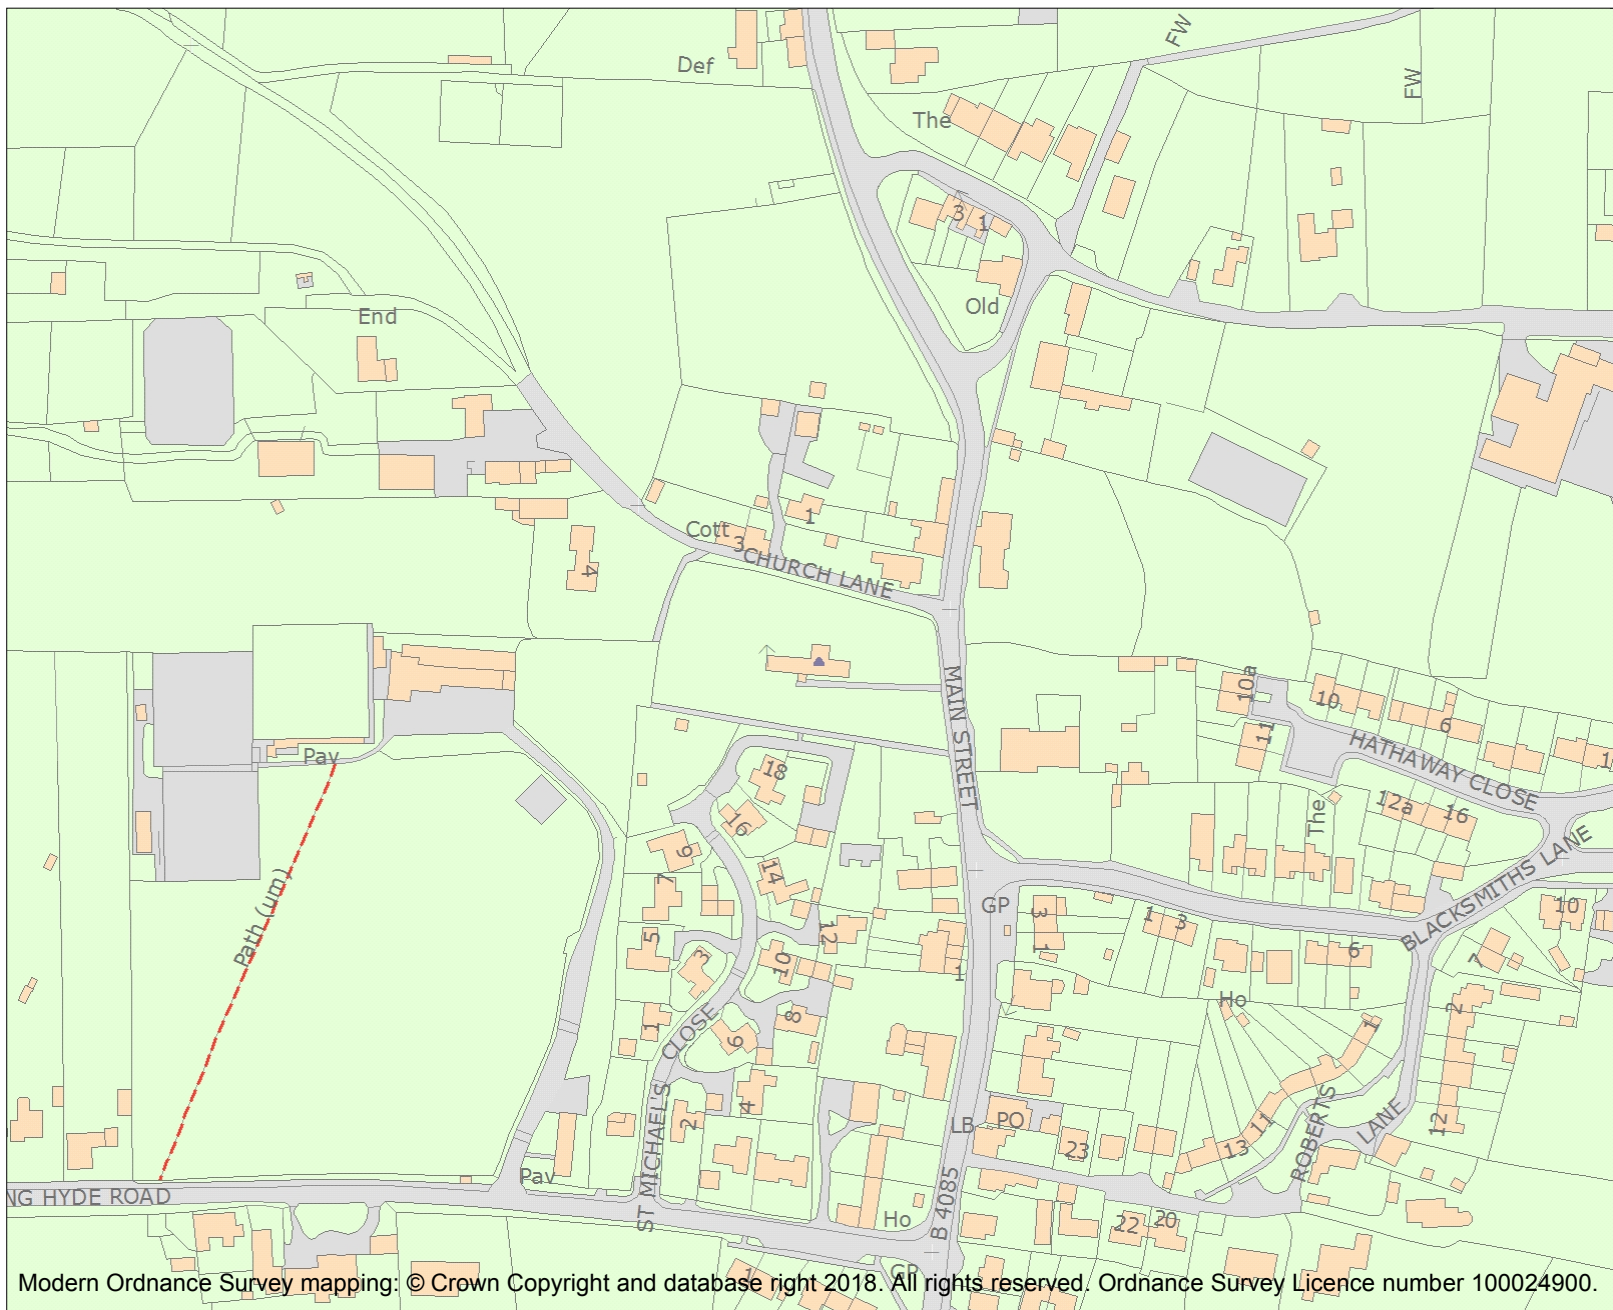 FW
Def
FW
The
3
1
Old
End
Cott
3
1
CHURCH LANE
4
MAIN STREET
10a
10
6
11
HATHAWAY CLOSE
Pav
18
The
12a
16
16
9
BLACKSMITHS LANE
14
7
Path (um)
GP
3
1
1
3
10
12
5
6
3
10
7
1
Ho
2
8
1
1
CLOSE
6
4
LB
PO
2
11
12
23
13
ROBERTS
LANE
ST MICHAEL'S
Pav
NG HYDE ROAD
B 4085
Ho
22
20
GP
1
Modern Ordnance Survey mapping: © Crown Copyright and database right 2018. All rights reserved. Ordnance Survey Licence number 100024900.